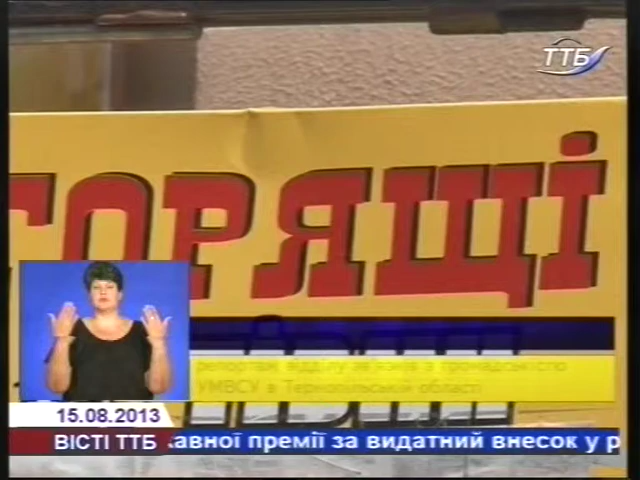 ТТБ
ГОРЯЩІ
репортаж відділу зв'язків з громадськістю
УМВСУ в Тернопільській області
15.08.2013
ВІСТІ ТТБ
кавної премії за видатний внесок у р